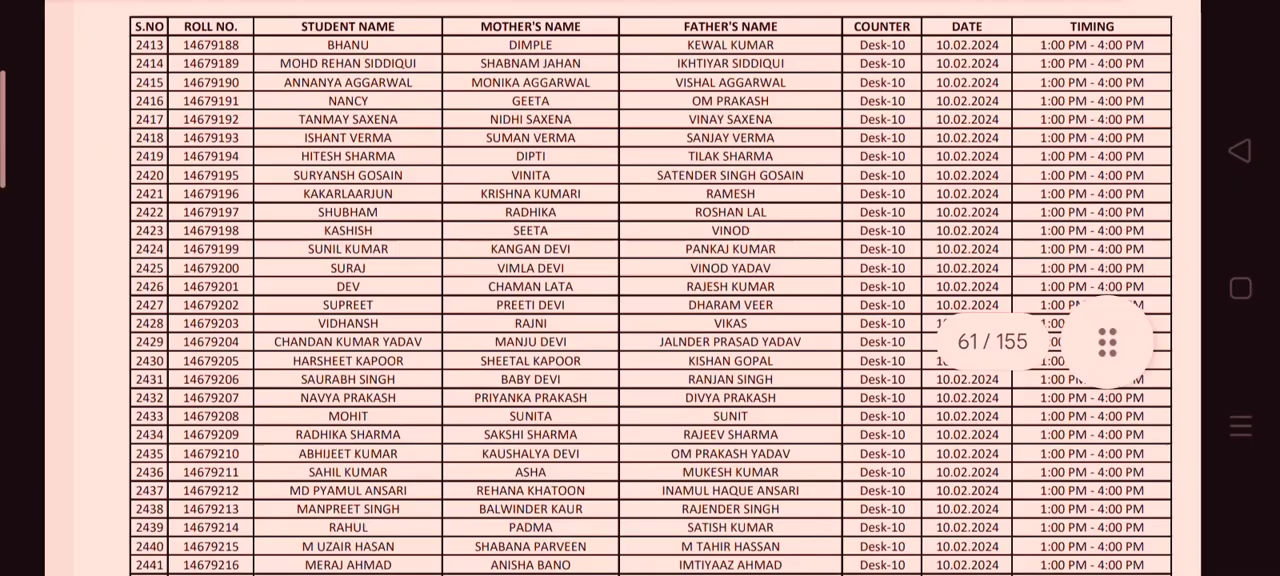 S.NO ROLL NO. STUDENT NAME MOTHER'S NAME FATHER'S NAME COUNTER DATE TIMING
2413 14679188 BHANU DIMPLE KEWAL KUMAR Desk-10 10.02.2024 1:00 PM - 4:00 PM
2414 14679189 MOHD REHAN SIDDIQUI SHABNAM JAHAN IKHTIYAR SIDDIQUI Desk-10 10.02.2024 1:00 PM - 4:00 PM
2415 14679190 ANNANYA AGGARWAL MONIKA AGGARWAL VISHAL AGGARWAL Desk-10 10.02.2024 1:00 PM - 4:00 PM
2416 14679191 NANCY GEETA OM PRAKASH Desk-10 10.02.2024 1:00 PM - 4:00 PM
2417 14679192 TANMAY SAXENA NIDHI SAXENA VINAY SAXENA Desk-10 10.02.2024 1:00 PM - 4:00 PM
2418 14679193 ISHANT VERMA SUMAN VERMA SANJAY VERMA Desk-10 10.02.2024 1:00 PM - 4:00 PM
2419 14679194 HITESH SHARMA DIPTI TILAK SHARMA Desk-10 10.02.2024 1:00 PM - 4:00 PM
2420 14679195 SURYANSH GOSAIN VINITA SATENDER SINGH GOSAIN Desk-10 10.02.2024 1:00 PM - 4:00 PM
2421 14679196 KAKARLAARJUN KRISHNA KUMARI RAMESH Desk-10 10.02.2024 1:00 PM - 4:00 PM
2422 14679197 SHUBHAM RADHIKA ROSHAN LAL Desk-10 10.02.2024 1:00 PM - 4:00 PM
2423 14679198 KASHISH SEETA VINOD Desk-10 10.02.2024 1:00 PM - 4:00 PM
2424 14679199 SUNIL KUMAR KANGAN DEVI PANKAJ KUMAR Desk-10 10.02.2024 1:00 PM - 4:00 PM
2425 14679200 SURAJ VIMLA DEVI VINOD YADAV Desk-10 10.02.2024 1:00 PM - 4:00 PM
2426 14679201 DEV CHAMAN LATA RAJESH KUMAR Desk-10 10.02.2024 1:00 PM - 4:00 PM
2427 14679202 SUPREET PREETI DEVI DHARAM VEER Desk-10 10.02.2024 1:00
2428 14679203 VIDHANSH RAJNI VIKAS Desk-10 1:00
2429 14679204 CHANDAN KUMAR YADAV MANJU DEVI JALNDER PRASAD YADAV Desk-10
61 / 155
2430 14679205 HARSHEET KAPOOR SHEETAL KAPOOR KISHAN GOPAL Desk-10 1:00
2431 14679206 SAURABH SINGH BABY DEVI RANJAN SINGH Desk-10 10.02.2024 1:00
2432 14679207 NAVYA PRAKASH PRIYANKA PRAKASH DIVYA PRAKASH Desk-10 10.02.2024 1:00 PM - 4:00 PM
2433 14679208 MOHIT SUNITA SUNIT Desk-10 10.02.2024 1:00 PM - 4:00 PM
2434 14679209 RADHIKA SHARMA SAKSHI SHARMA RAJEEV SHARMA Desk-10 10.02.2024 1:00 PM - 4:00 PM
2435 14679210 ABHIJEET KUMAR KAUSHALYA DEVI OM PRAKASH YADAV Desk-10 10.02.2024 1:00 PM - 4:00 PM
2436 14679211 SAHIL KUMAR ASHA MUKESH KUMAR Desk-10 10.02.2024 1:00 PM - 4:00 PM
2437 14679212 MD PYAMUL ANSARI REHANA KHATOON INAMUL HAQUE ANSARI Desk-10 10.02.2024 1:00 PM - 4:00 PM
2438 14679213 MANPREET SINGH BALWINDER KAUR RAJENDER SINGH Desk-10 10.02.2024 1:00 PM - 4:00 PM
2439 14679214 RAHUL PADMA SATISH KUMAR Desk-10 10.02.2024 1:00 PM - 4:00 PM
2440 14679215 M UZAIR HASAN SHABANA PARVEEN M TAHIR HASSAN Desk-10 10.02.2024 1:00 PM - 4:00 PM
2441 14679216 MERAJ AHMAD ANISHA BANO IMTIYAAZ AHMAD Desk-10 10.02.2024 1:00 PM - 4:00 PM